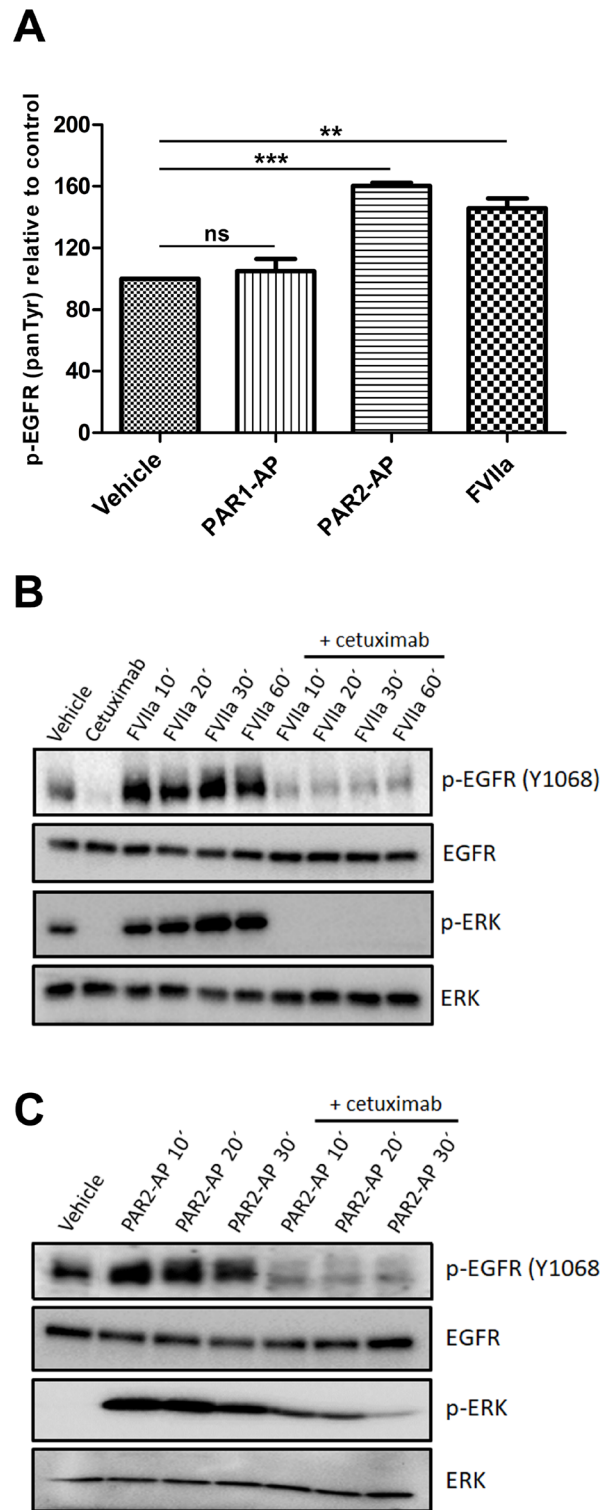 A
p-EGFR (panTyr) relative to control
200
160
120
80
40
0
**
***
ns
Vehicle
PAR1-AP
PAR2-AP
FVIIa
B
+ cetuximab
Vehicle
Cetuximab
FVIIa 10´
FVIIa 20´
FVIIa 30´
FVIIa 60´
FVIIa 10´
FVIIa 20´
FVIIa 30´
FVIIa 60´
p-EGFR (Y1068)
EGFR
p-ERK
ERK
C
+ cetuximab
Vehicle
PAR2-AP 10´
PAR2-AP 20´
PAR2-AP 30´
PAR2-AP 10´
PAR2-AP 20´
PAR2-AP 30´
p-EGFR (Y1068
EGFR
p-ERK
ERK